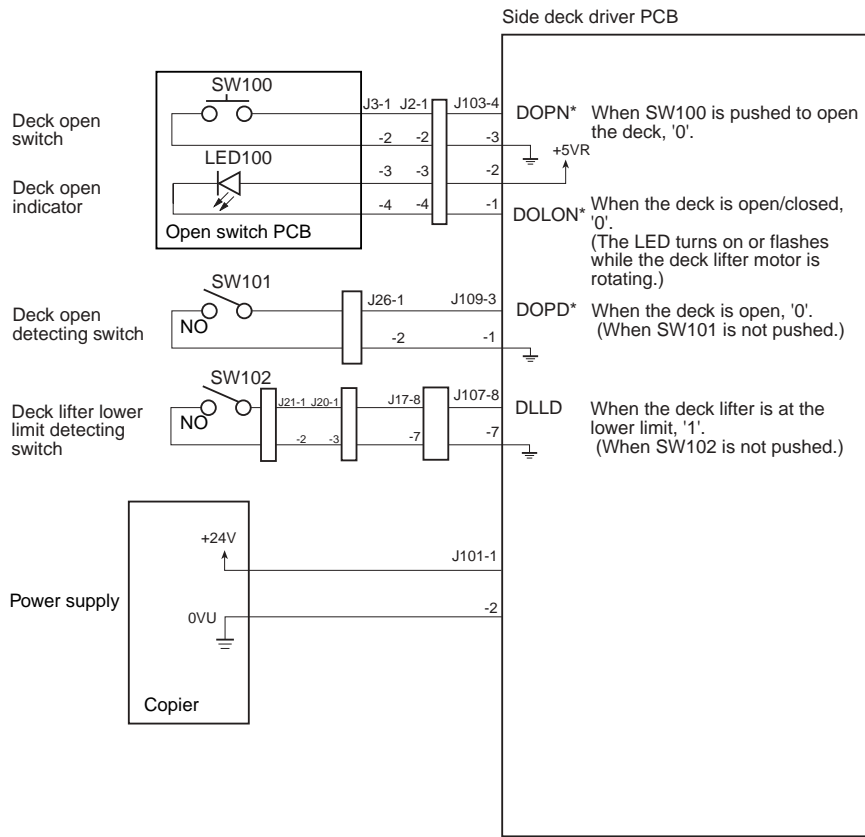 Side deck driver PCB
SW100
J3-1 J2-1 J103-4
DOPN* When SW100 is pushed to open
the deck, '0'.
Deck open
switch
-2 -2 -3
LED100
+5VR
-3 -3 -2
Deck open
indicator
-4 -4 -1
DOLON* When the deck is open/closed,
'0'.
(The LED turns on or flashes
while the deck lifter motor is
rotating.)
Open switch PCB
SW101
J26-1 J109-3
Deck open
detecting switch
NO
DOPD* When the deck is open, '0'.
(When SW101 is not pushed.)
-2 -1
SW102
J21-1 J20-1 J17-8 J107-8
Deck lifter lower
limit detecting
switch
NO
DLLD When the deck lifter is at the
lower limit, '1'.
(When SW102 is not pushed.)
-2 -3 -7 -7
+24V
J101-1
Power supply
0VU
-2
Copier